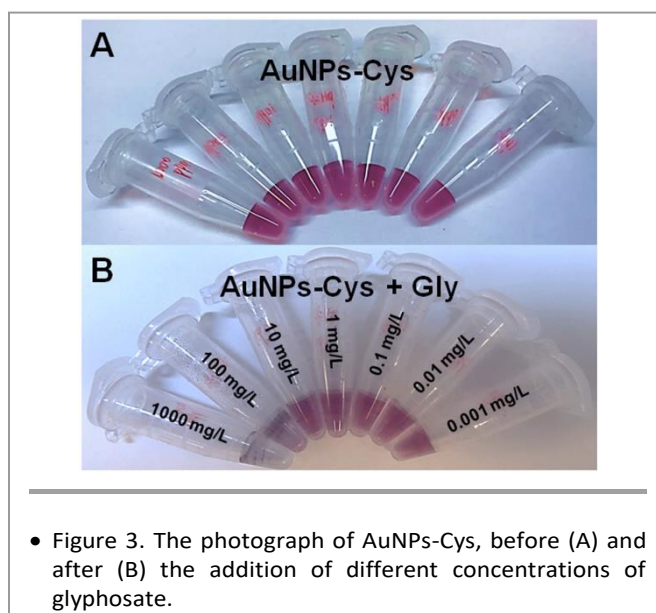 A
AuNPs-Cys
B
AuNPs-Cys + Gly
1000 mg/L
100 mg/L
10 mg/L
1 mg/L
0.1 mg/L
0.01 mg/L
0.001 mg/L
• Figure 3. The photograph of AuNPs-Cys, before (A) and
after (B) the addition of different concentrations of
glyphosate.